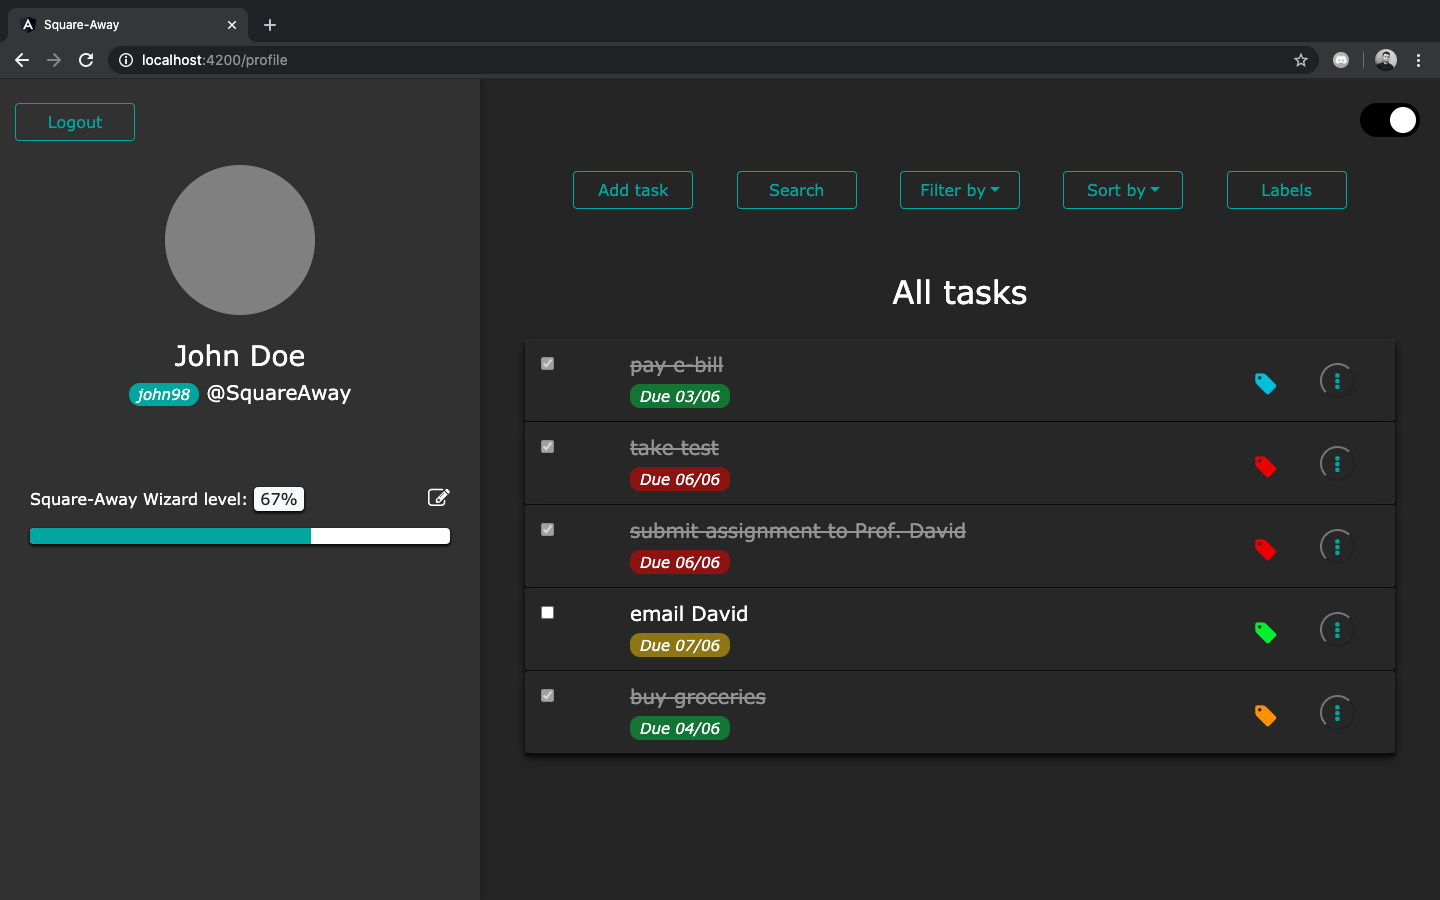 Square-Away
localhost:4200/profile
Logout
John Doe
john98 @SquareAway
Square-Away Wizard level: 67%
Add task
Search
Filter by
Sort by
Labels
All tasks
pay e-bill
Due 03/06
take test
Due 06/06
submit assignment to Prof. David
Due 06/06
email David
Due 07/06
buy groceries
Due 04/06